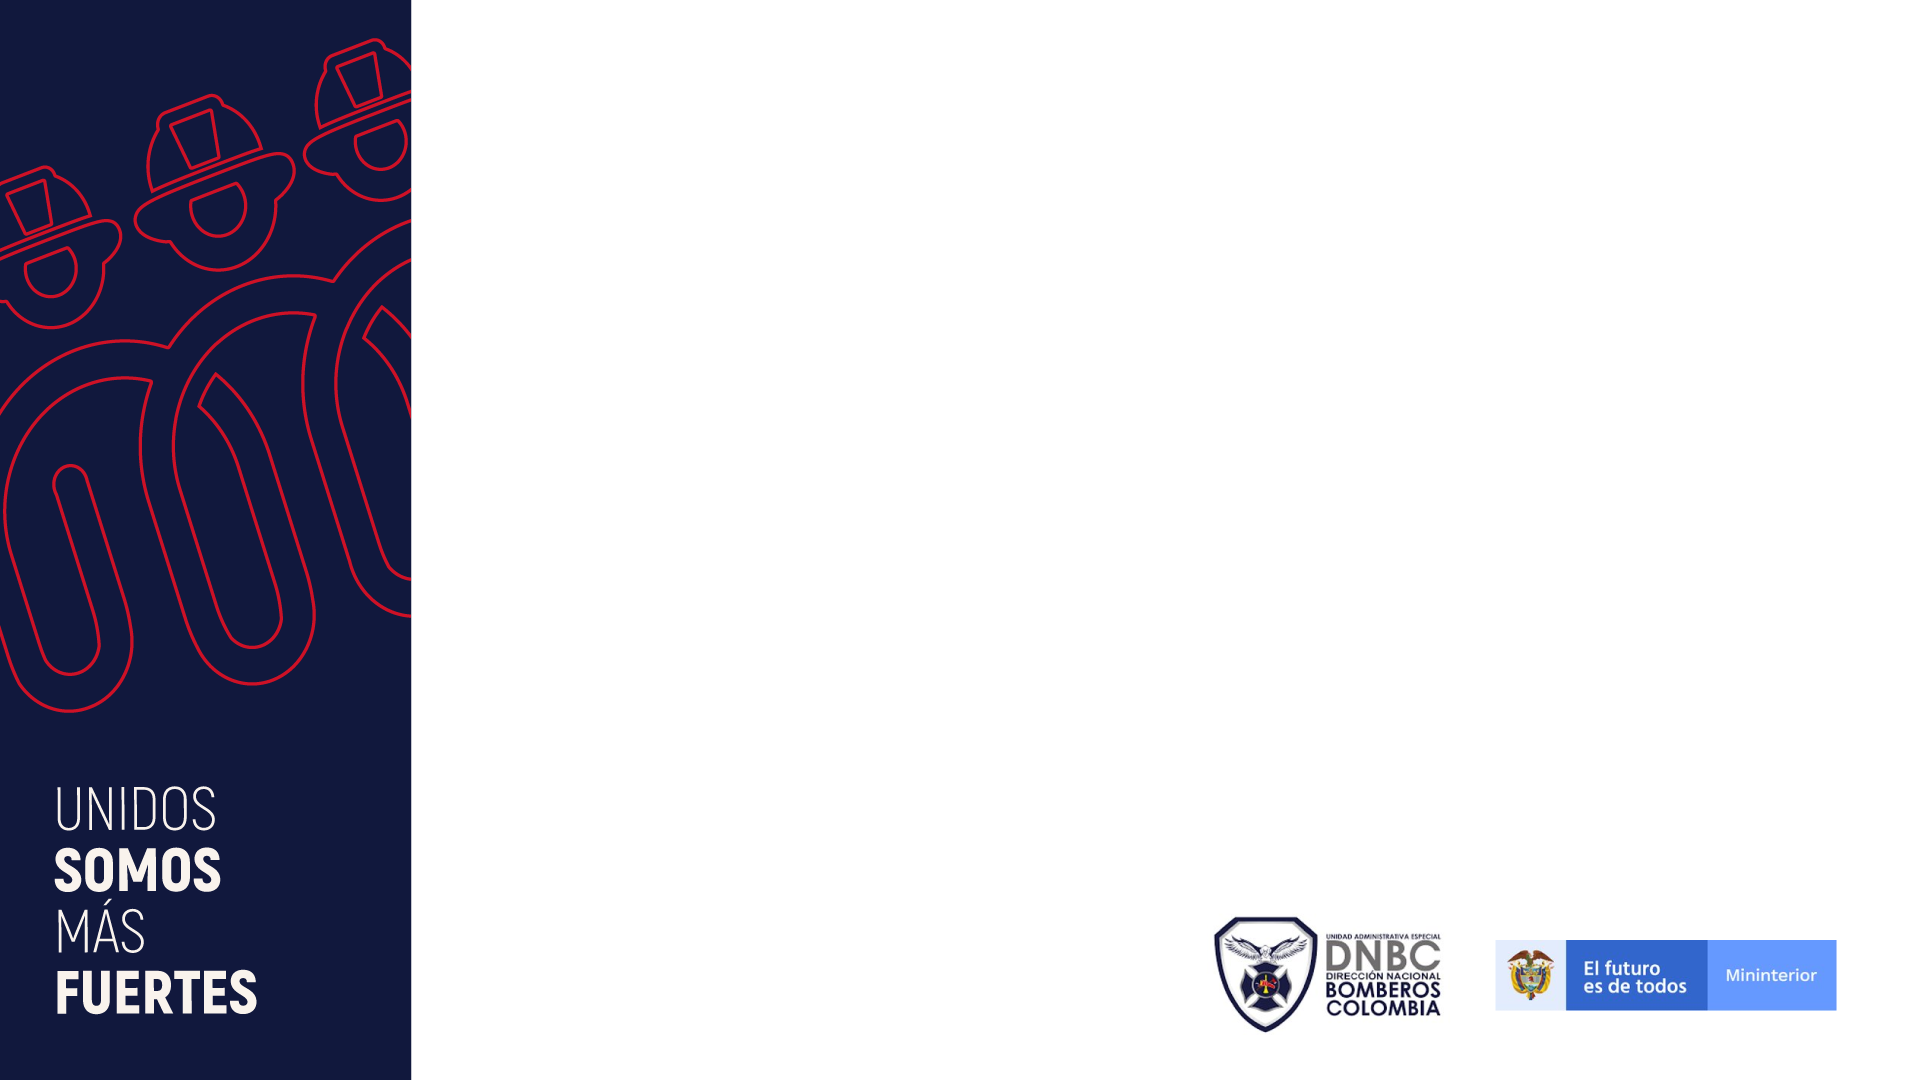 UNIDOS
SOMOS
MÁS
FUERTES
UNIDAD ADMINISTRATIVA ESPECIAL
DNBC
DIRECCIÓN NACIONAL
BOMBEROS
COLOMBIA
El futuro
es de todos
Mininterior